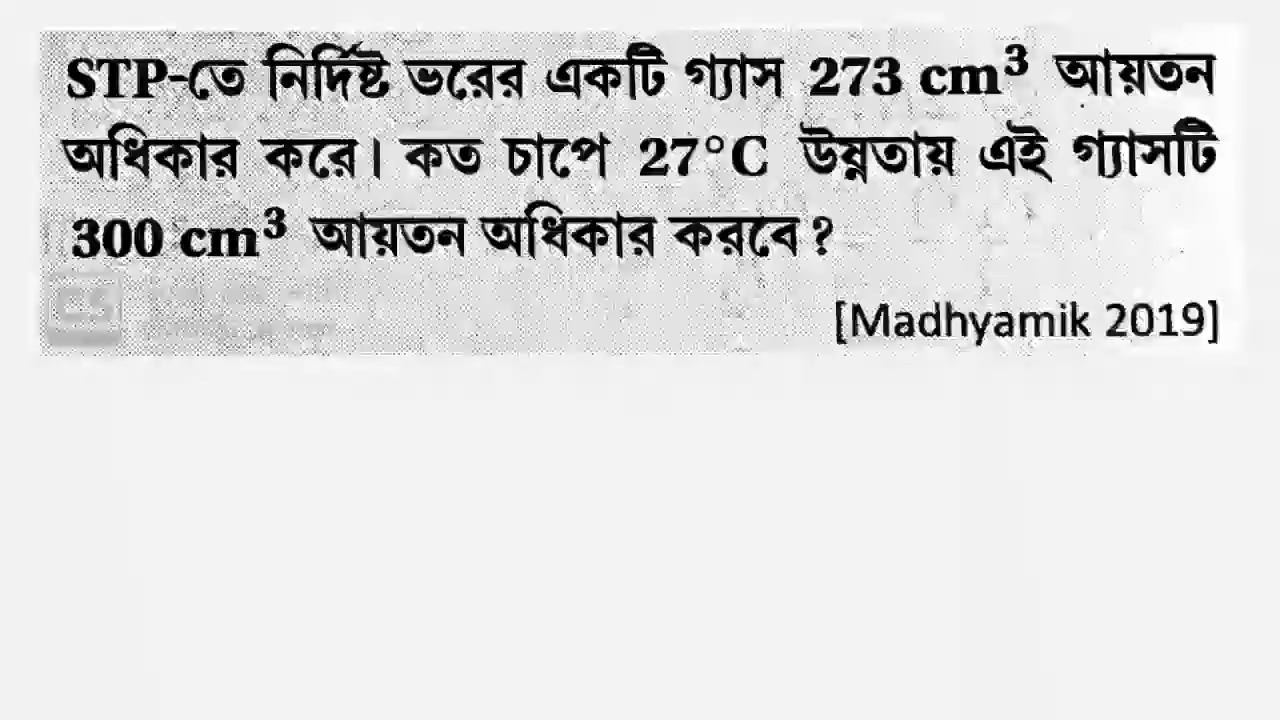 STP-তে নির্দিষ্ট ভরের একটি গ্যাস 273 cm³ আয়তন
অধিকার করে। কত চাপে 27°C উষ্ণতায় এই গ্যাসটি
300 cm³ আয়তন অধিকার করবে?
CS
[Madhyamik 2019]